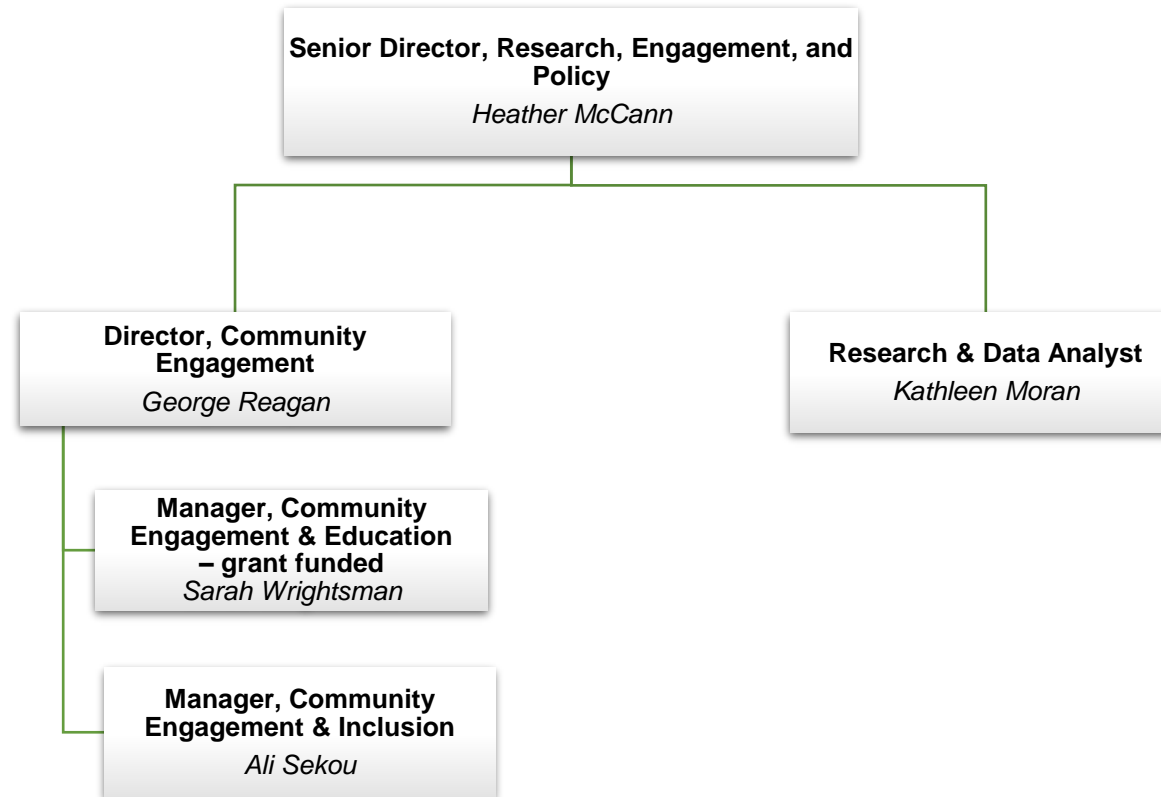 Senior Director, Research, Engagement, and
Policy
Heather McCann
Director, Community
Engagement
George Reagan
Research & Data Analyst
Kathleen Moran
Manager, Community
Engagement & Education
– grant funded
Sarah Wrightsman
Manager, Community
Engagement & Inclusion
Ali Sekou